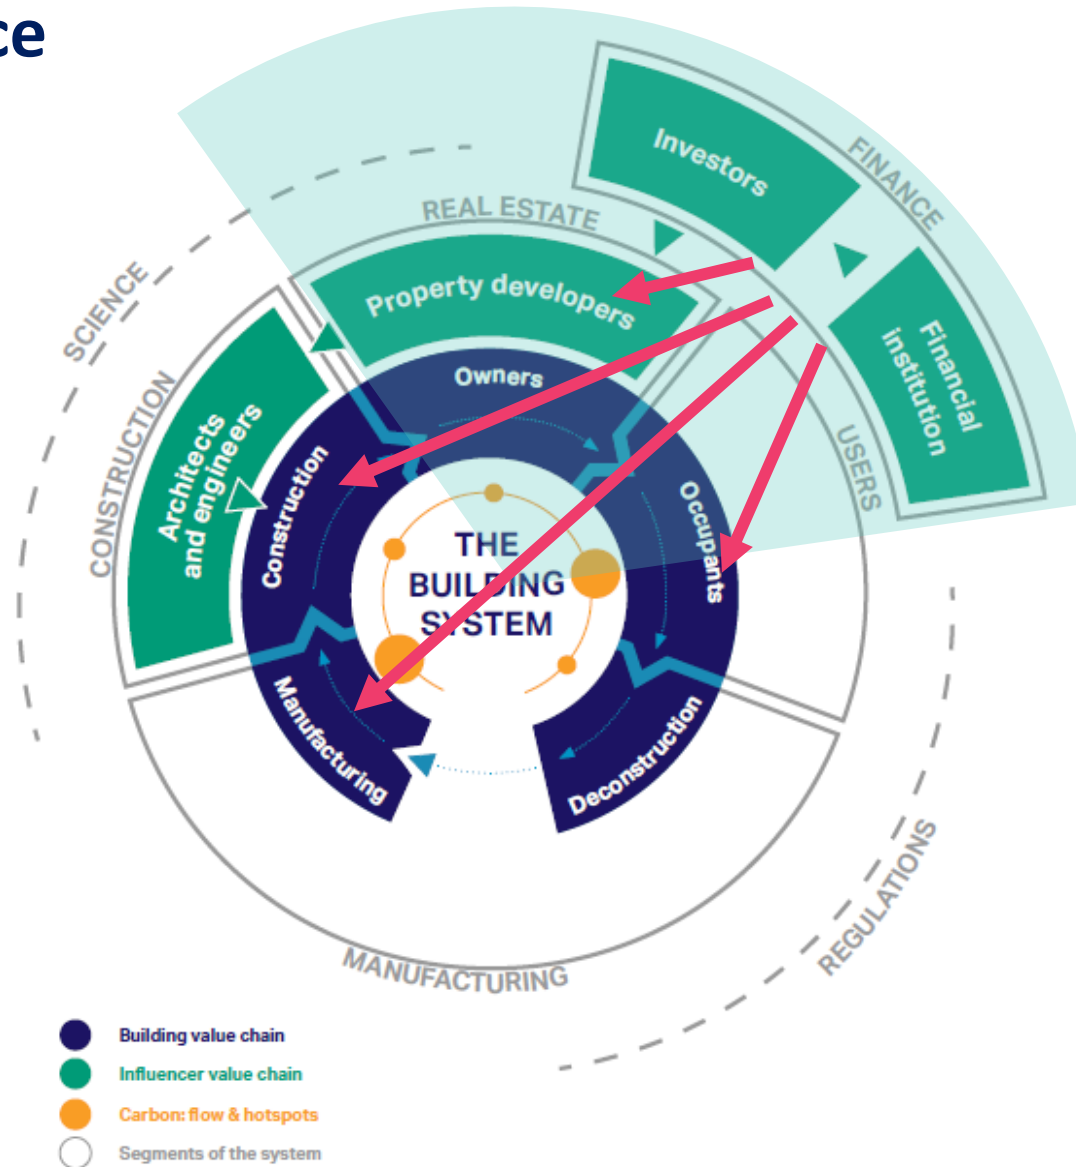 ce
Investors
FINANCE
REAL ESTATE
Property developers
Financial
institution
SCIENCE
CONSTRUCTION
Architects
and engineers
Owners
USERS
Construction
Occupants
THE
BUILDING
SYSTEM
Manufacturing
Deconstruction
REGULATIONS
MANUFACTURING
Building value chain
Influencer value chain
Carbon: flow & hotspots
Segments of the system